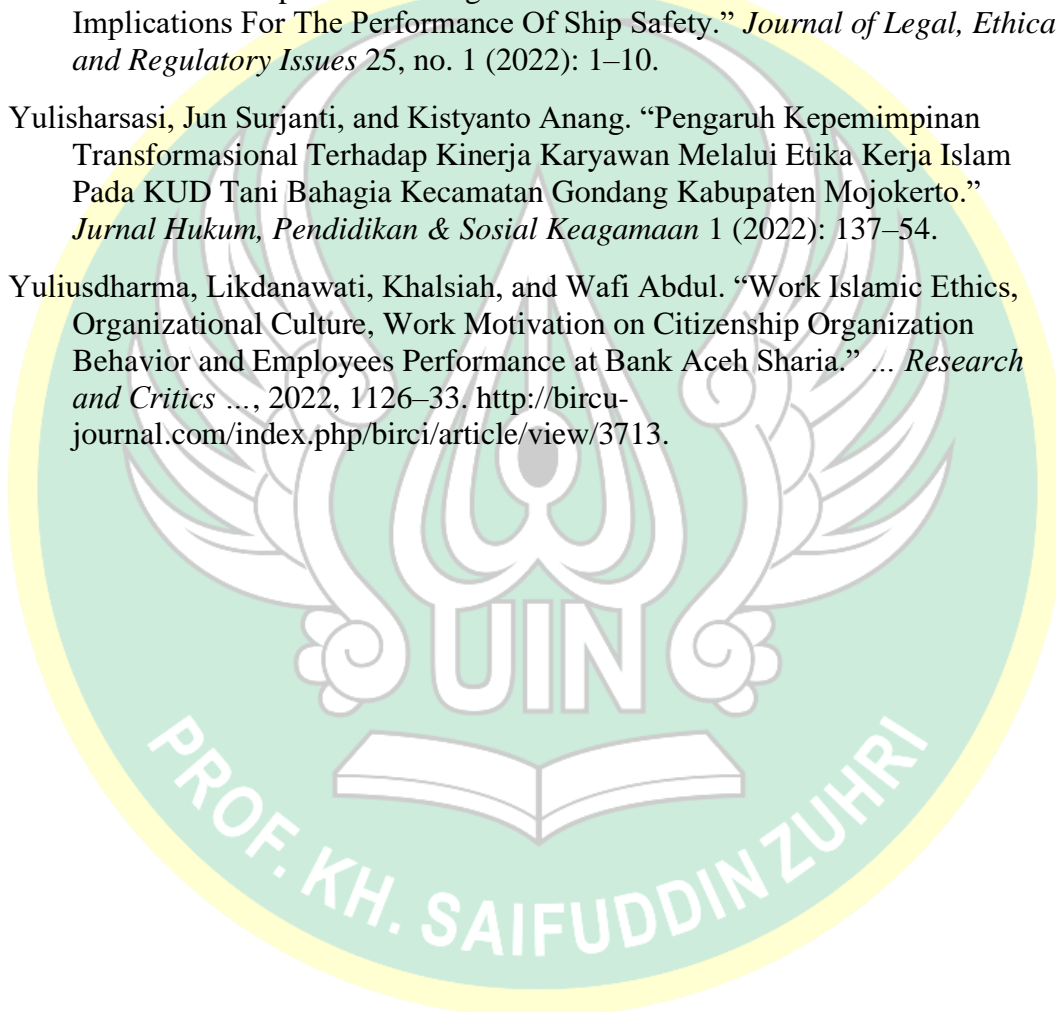 Implications For The Performance Of Ship Safety.” Journal of Legal, Ethica
and Regulatory Issues 25, no. 1 (2022): 1–10.
Yulisharsasi, Jun Surjanti, and Kistyanto Anang. “Pengaruh Kepemimpinan
Transformasional Terhadap Kinerja Karyawan Melalui Etika Kerja Islam
Pada KUD Tani Bahagia Kecamatan Gondang Kabupaten Mojokerto.”
Jurnal Hukum, Pendidikan & Sosial Keagamaan 1 (2022): 137–54.
Yuliusdharma, Likdanawati, Khalsiah, and Wafi Abdul. “Work Islamic Ethics,
Organizational Culture, Work Motivation on Citizenship Organization
Behavior and Employees Performance at Bank Aceh Sharia.” ... Research
and Critics …, 2022, 1126–33. http://bircu-
journal.com/index.php/birci/article/view/3713.
UIN
PROF. KH. SAIFUDDIN ZUHRI